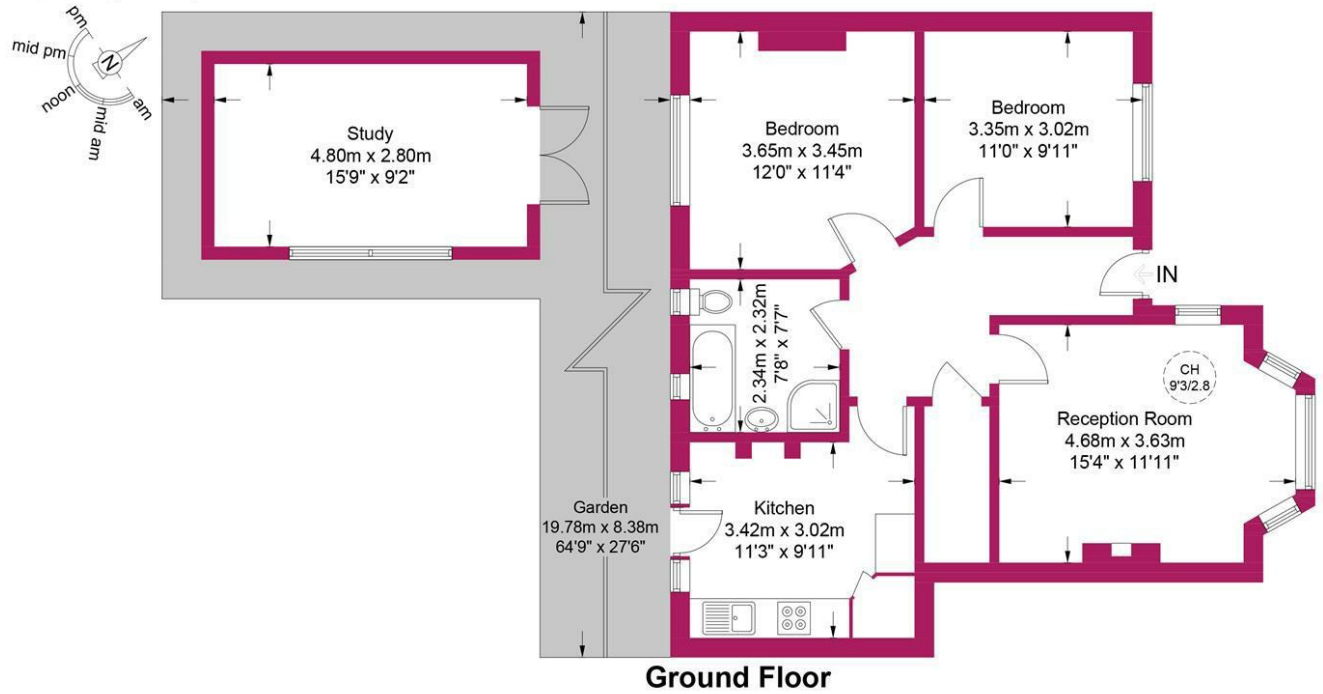 pm
mid pm
noon
mid am
am
N
Study
4.80m x 2.80m
15'9" x 9'2"
Bedroom
3.65m x 3.45m
12'0" x 11'4"
Bedroom
3.35m x 3.02m
11'0" x 9'11"
IN
2.34m x 2.32m
7'8" x 7'7"
CH
9'3/2.8
Reception Room
4.68m x 3.63m
15'4" x 11'11"
Garden
19.78m x 8.38m
64'9" x 27'6"
Kitchen
3.42m x 3.02m
11'3" x 9'11"
Ground Floor